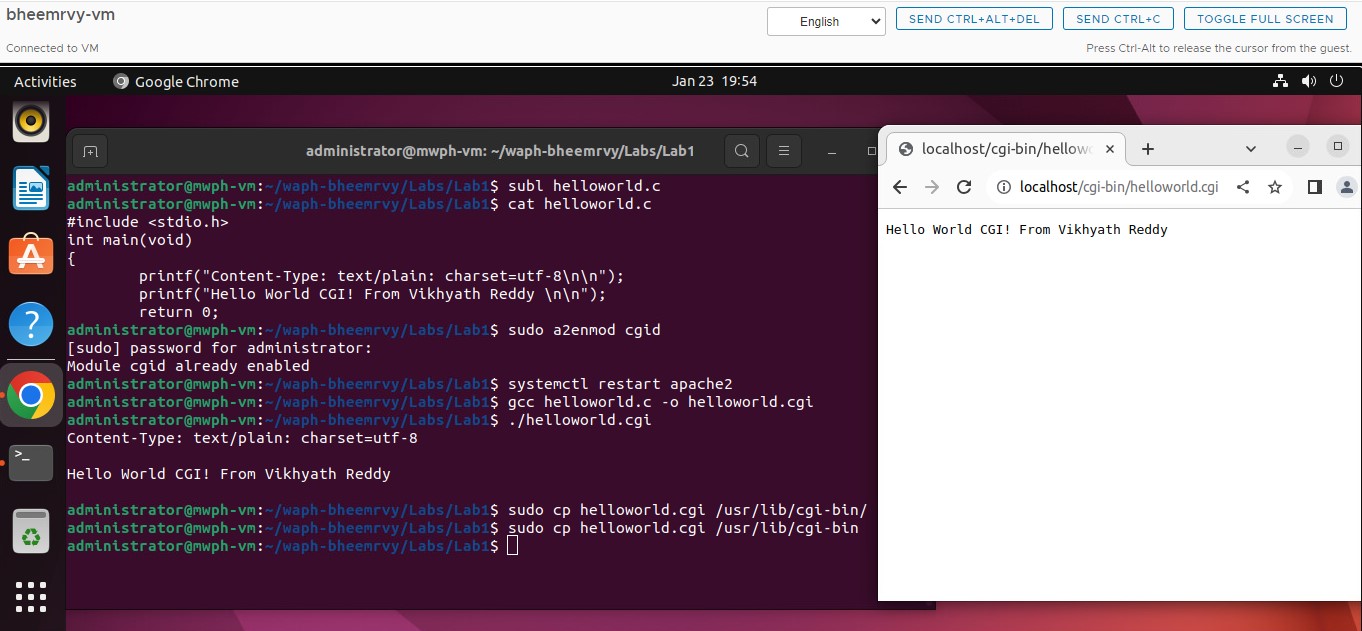 bheemrvy-vm
English
SEND CTRL+ALT+DEL
SEND CTRL+C
TOGGLE FULL SCREEN
Connected to VM
Press Ctrl-Alt to release the cursor from the guest.
Activities
Google Chrome
Jan 23 19:54
administrator@mwph-vm: ~/waph-bheemrvy/Labs/Lab1
administrator@mwph-vm:~/waph-bheemrvy/Labs/Lab1$ subl helloworld.c
administrator@mwph-vm:~/waph-bheemrvy/Labs/Lab1$ cat helloworld.c
#include <stdio.h>
int main(void)
{
        printf("Content-Type: text/plain: charset=utf-8\n\n");
        printf("Hello World CGI! From Vikhyath Reddy \n\n");
        return 0;
administrator@mwph-vm:~/waph-bheemrvy/Labs/Lab1$ sudo a2enmod cgid
[sudo] password for administrator:
Module cgid already enabled
administrator@mwph-vm:~/waph-bheemrvy/Labs/Lab1$ systemctl restart apache2
administrator@mwph-vm:~/waph-bheemrvy/Labs/Lab1$ gcc helloworld.c -o helloworld.cgi
administrator@mwph-vm:~/waph-bheemrvy/Labs/Lab1$ ./helloworld.cgi
Content-Type: text/plain: charset=utf-8
Hello World CGI! From Vikhyath Reddy
administrator@mwph-vm:~/waph-bheemrvy/Labs/Lab1$ sudo cp helloworld.cgi /usr/lib/cgi-bin/
administrator@mwph-vm:~/waph-bheemrvy/Labs/Lab1$ sudo cp helloworld.cgi /usr/lib/cgi-bin
administrator@mwph-vm:~/waph-bheemrvy/Labs/Lab1$
localhost/cgi-bin/hellow
localhost/cgi-bin/helloworld.cgi
Hello World CGI! From Vikhyath Reddy